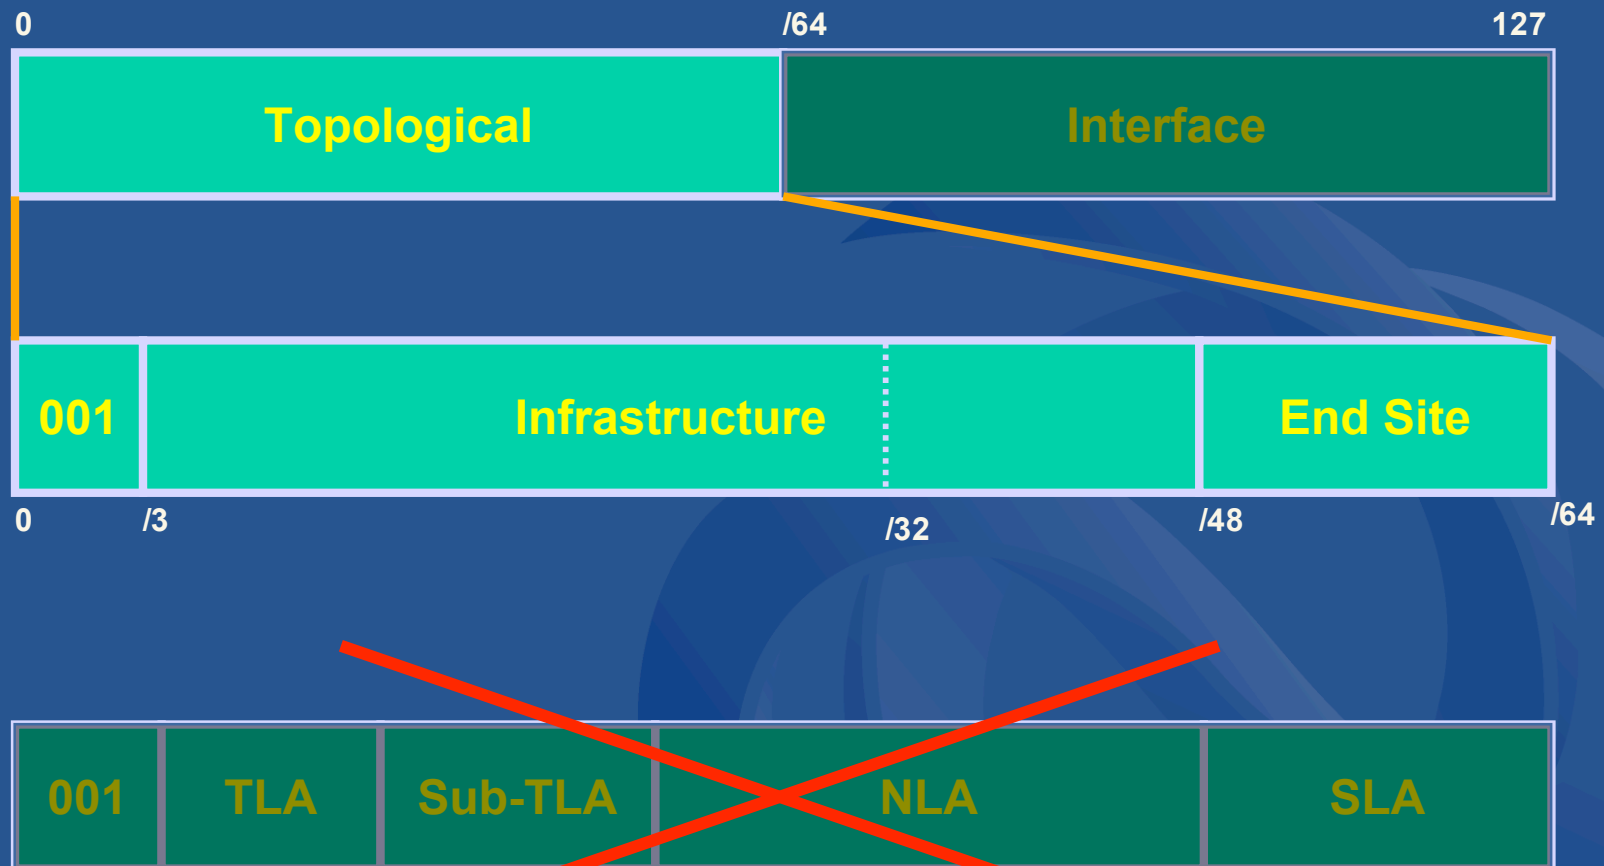 0 /64 127
Topological Interface
001 Infrastructure End Site
0 /3 /32 /48 /64
001 TLA Sub-TLA NLA SLA